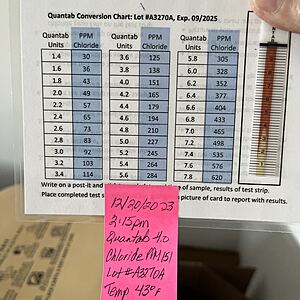 Quantab Conversion Chart: Lot #A3270A, Exp. 09/2025
Quantab Units PPM Chloride Quantab Units PPM Chloride Quantab Units PPM Chloride
1.4 30 3.6 125 5.8 305
1.6 36 3.8 138 6.0 328
1.8 43 4.0 151 6.2 352
2.0 49 4.2 165 6.4 377
2.2 57 4.4 179 6.6 404
2.4 65 4.6 194 6.8 433
2.6 73 4.8 210 7.0 465
2.8 83 5.0 227 7.2 498
3.0 92 5.2 245 7.4 535
3.2 103 5.4 264 7.6 576
3.4 114 5.6 284 7.8 620
Write on a post-it and of sample, results of test strip.
Place completed test s picture of card to report with results.
12/20/2023
2:15pm
Quantab 4.0
Chloride PPM 151
Lot # A3270A
Temp 43°F